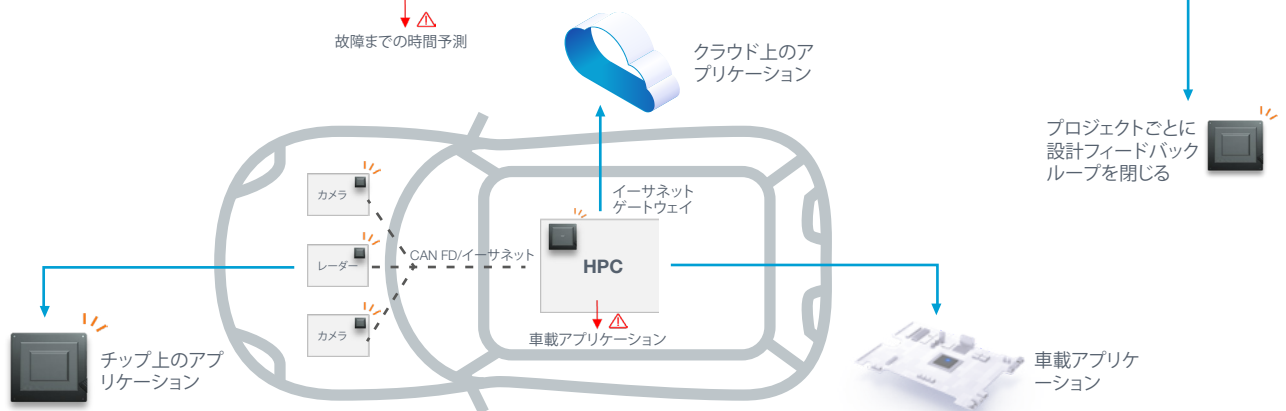 故障までの時間予測
クラウド上のア
プリケーション
プロジェクトごとに
設計フィードバック
ループを閉じる
カメラ
イーサネット
ゲートウェイ
レーダー
CAN FD/イーサネット
HPC
カメラ
車載アプリケーション
チップ上のアプ
リケーション
車載アプリケ
ーション